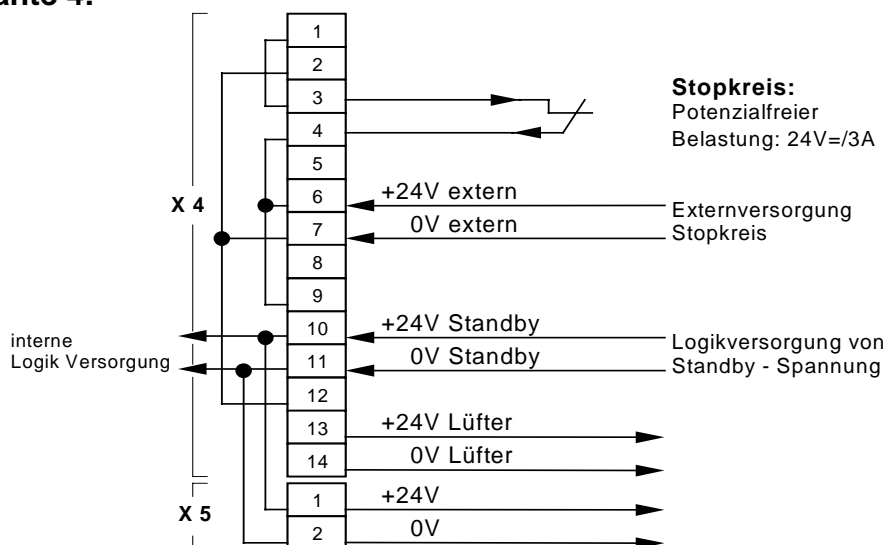 1
2
3
4
5
6
7
8
9
10
11
12
13
14
1
2
X 4
X 5
interne
Logik Versorgung
+24V extern
0V extern
+24V Standby
0V Standby
+24V Lüfter
0V Lüfter
+24V
0V
Stopkreis:
Potenzialfreier
Belastung: 24V=/3A
Externversorgung
Stopkreis
Logikversorgung von
Standby - Spannung